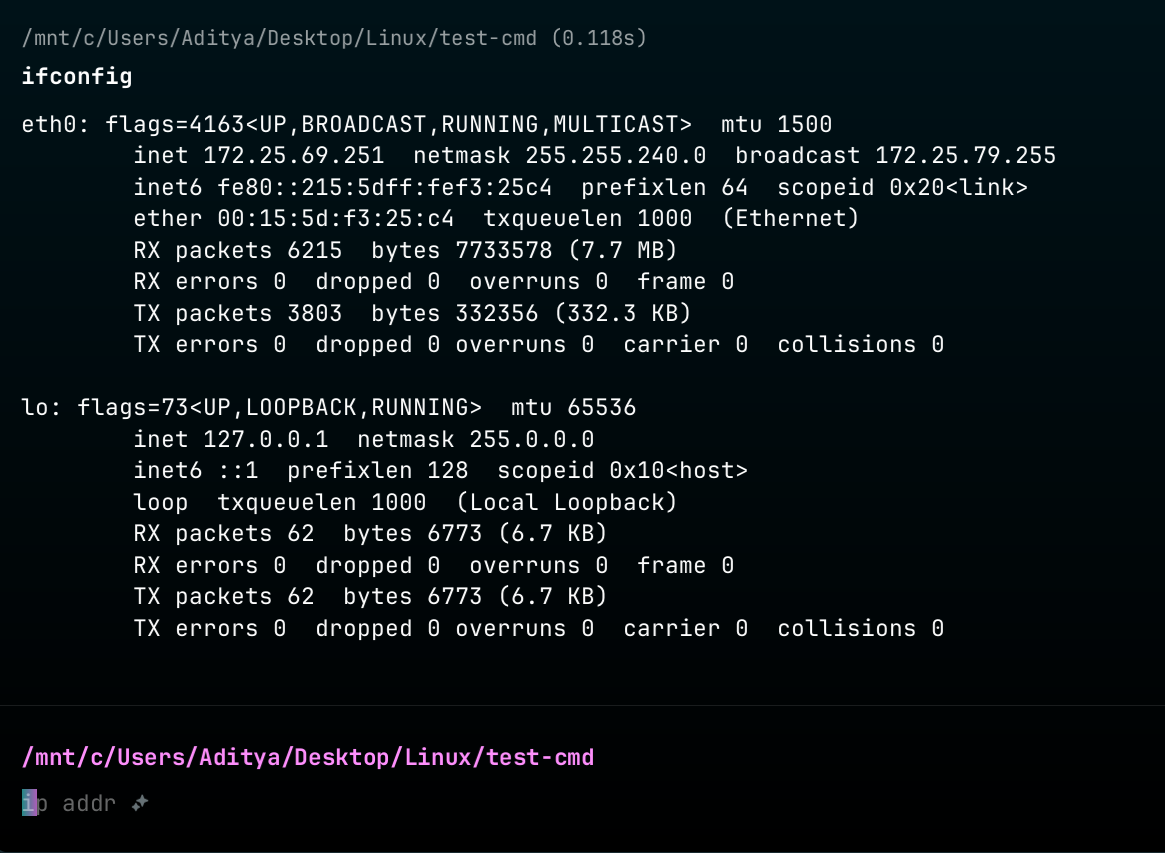 /mnt/c/Users/Aditya/Desktop/Linux/test-cmd (0.118s)
ifconfig
eth0: flags=4163<UP,BROADCAST,RUNNING,MULTICAST>  mtu 1500
        inet 172.25.69.251  netmask 255.255.240.0  broadcast 172.25.79.255
        inet6 fe80::215:5dff:fef3:25c4  prefixlen 64  scopeid 0x20<link>
        ether 00:15:5d:f3:25:c4  txqueuelen 1000  (Ethernet)
        RX packets 6215  bytes 7733578 (7.7 MB)
        RX errors 0  dropped 0  overruns 0  frame 0
        TX packets 3803  bytes 332356 (332.3 KB)
        TX errors 0  dropped 0 overruns 0  carrier 0  collisions 0

lo: flags=73<UP,LOOPBACK,RUNNING>  mtu 65536
        inet 127.0.0.1  netmask 255.0.0.0
        inet6 ::1  prefixlen 128  scopeid 0x10<host>
        loop  txqueuelen 1000  (Local Loopback)
        RX packets 62  bytes 6773 (6.7 KB)
        RX errors 0  dropped 0  overruns 0  frame 0
        TX packets 62  bytes 6773 (6.7 KB)
        TX errors 0  dropped 0 overruns 0  carrier 0  collisions 0

/mnt/c/Users/Aditya/Desktop/Linux/test-cmd
ip addr